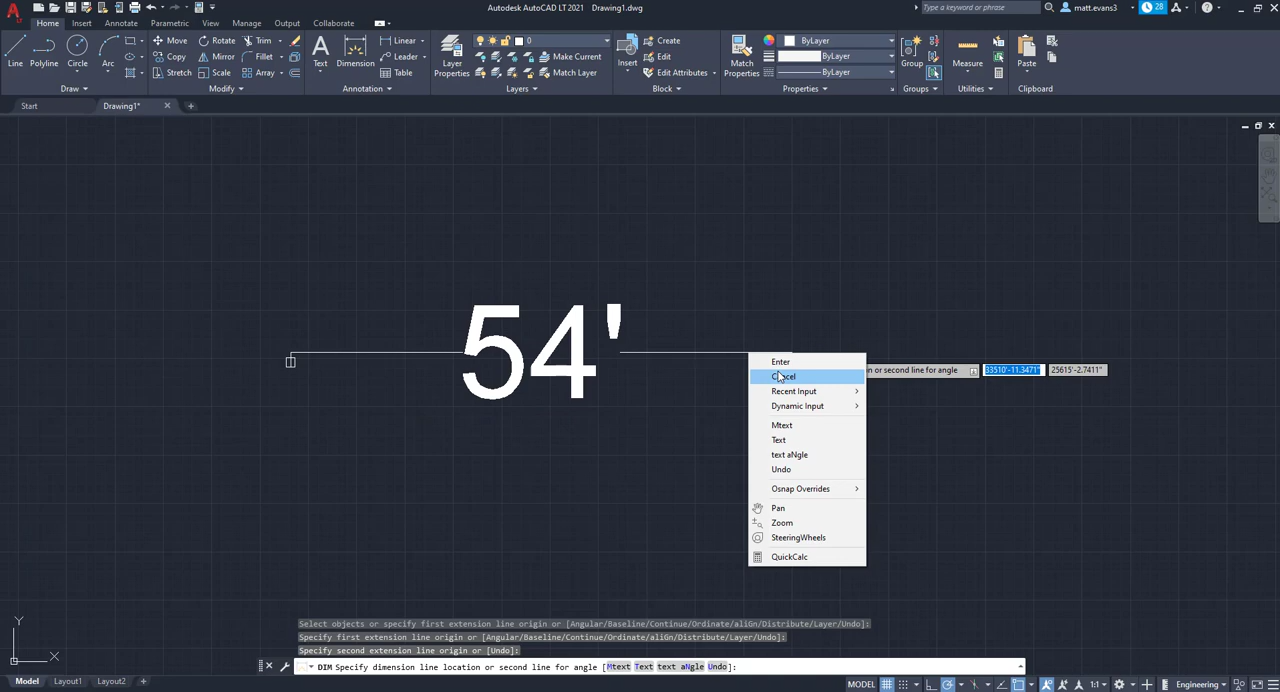 Autodesk AutoCAD LT 2021 Drawing1.dwg
Type a keyword or phrase
matt.evans3
28
Home Insert Annotate Parametric View Manage Output Collaborate
Line Polyline Circle Arc
Move Rotate Trim
Copy Mirror Fillet
Stretch Scale Array
Text Dimension
Linear
Leader
Table
Layer
Properties
0
Make Current
Match Layer
Insert
Create
Edit
Edit Attributes
Match
Properties
ByLayer
ByLayer
ByLayer
Group
Measure
Paste
Draw Modify Annotation Layers Block Properties Groups Utilities Clipboard
Start Drawing1*
54'
Enter
Cancel
Recent Input
Dynamic Input
Mtext
Text
text aNgle
Undo
Osnap Overrides
Pan
Zoom
SteeringWheels
QuickCalc
in or second line for angle 33510'-11.3471" 25615'-2.7411"
Y
X
Select objects or specify first extension line origin or [Angular/Baseline/Continue/Ordinate/aliGn/Distribute/Layer/Undo]:
Specify first extension line origin or [Angular/Baseline/Continue/Ordinate/aliGn/Distribute/Layer/Undo]:
Specify second extension line origin or [Undo]:
DIM Specify dimension line location or second line for angle [Mtext Text text aNgle Undo]:
Model Layout1 Layout2
MODEL 1:1 Engineering